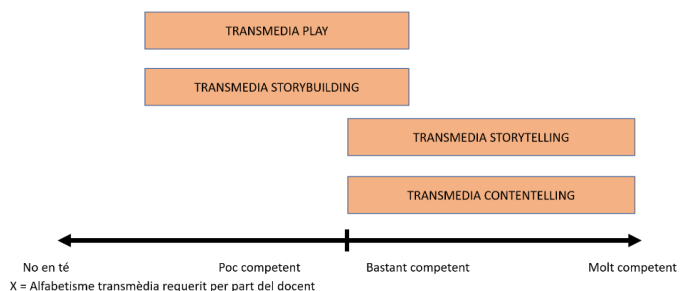 TRANSMEDIA PLAY
TRANSMEDIA STORYBUILDING
TRANSMEDIA STORYTELLING
TRANSMEDIA CONTENTELLING
No en té Poc competent Bastant competent Molt competent
X = Alfabetisme transmèdia requerit per part del docent